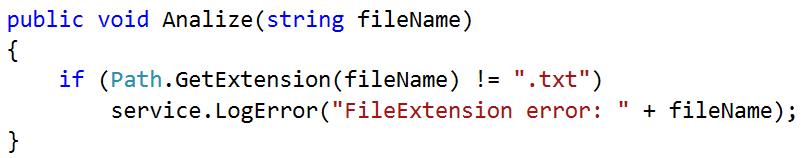 public void Analize(string fileName)
{
    if (Path.GetExtension(fileName) != ".txt")
        service.LogError("FileExtension error: " + fileName);
}